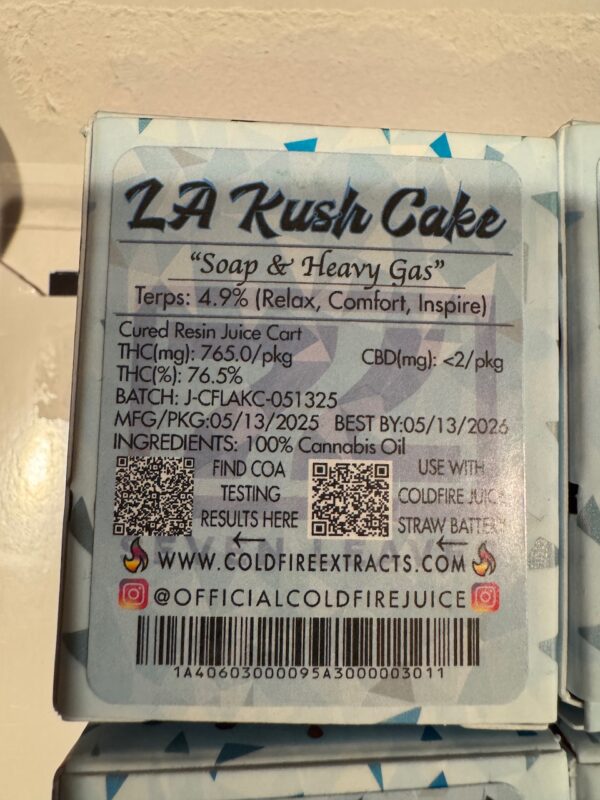 LA Kush Cake
"Soap & Heavy Gas"
Terps: 4.9% (Relax, Comfort, Inspire)
Cured Resin Juice Cart
THC(mg): 765.0/pkg CBD(mg): <2/pkg
THC(%): 76.5%
BATCH: J-CFLAKC-051325
MFG/PKG:05/13/2025 BEST BY:05/13/2026
INGREDIENTS: 100% Cannabis Oil
FIND COA
TESTING
RESULTS HERE
USE WITH
COLDFIRE JUICE
STRAW BATTERY
WWW.COLDFIREEXTRACTS.COM
@OFFICIALCOLDFIREJUICE
1A40603000095A3000003011